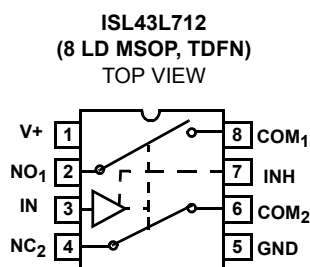 ISL43L712
(8 LD MSOP, TDFN)
TOP VIEW
V+ 1 8 COM1
NO1 2 7 INH
IN 3 6 COM2
NC2 4 5 GND